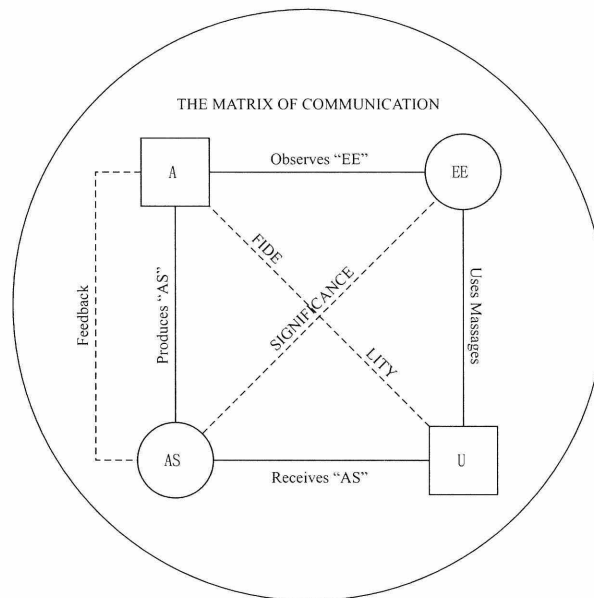 THE MATRIX OF COMMUNICATION
A
Observes “EE”
EE
FIDE
SIGNIFICANCE
LITY
Feedback
Produces “AS”
Uses Massages
AS
Receives “AS”
U